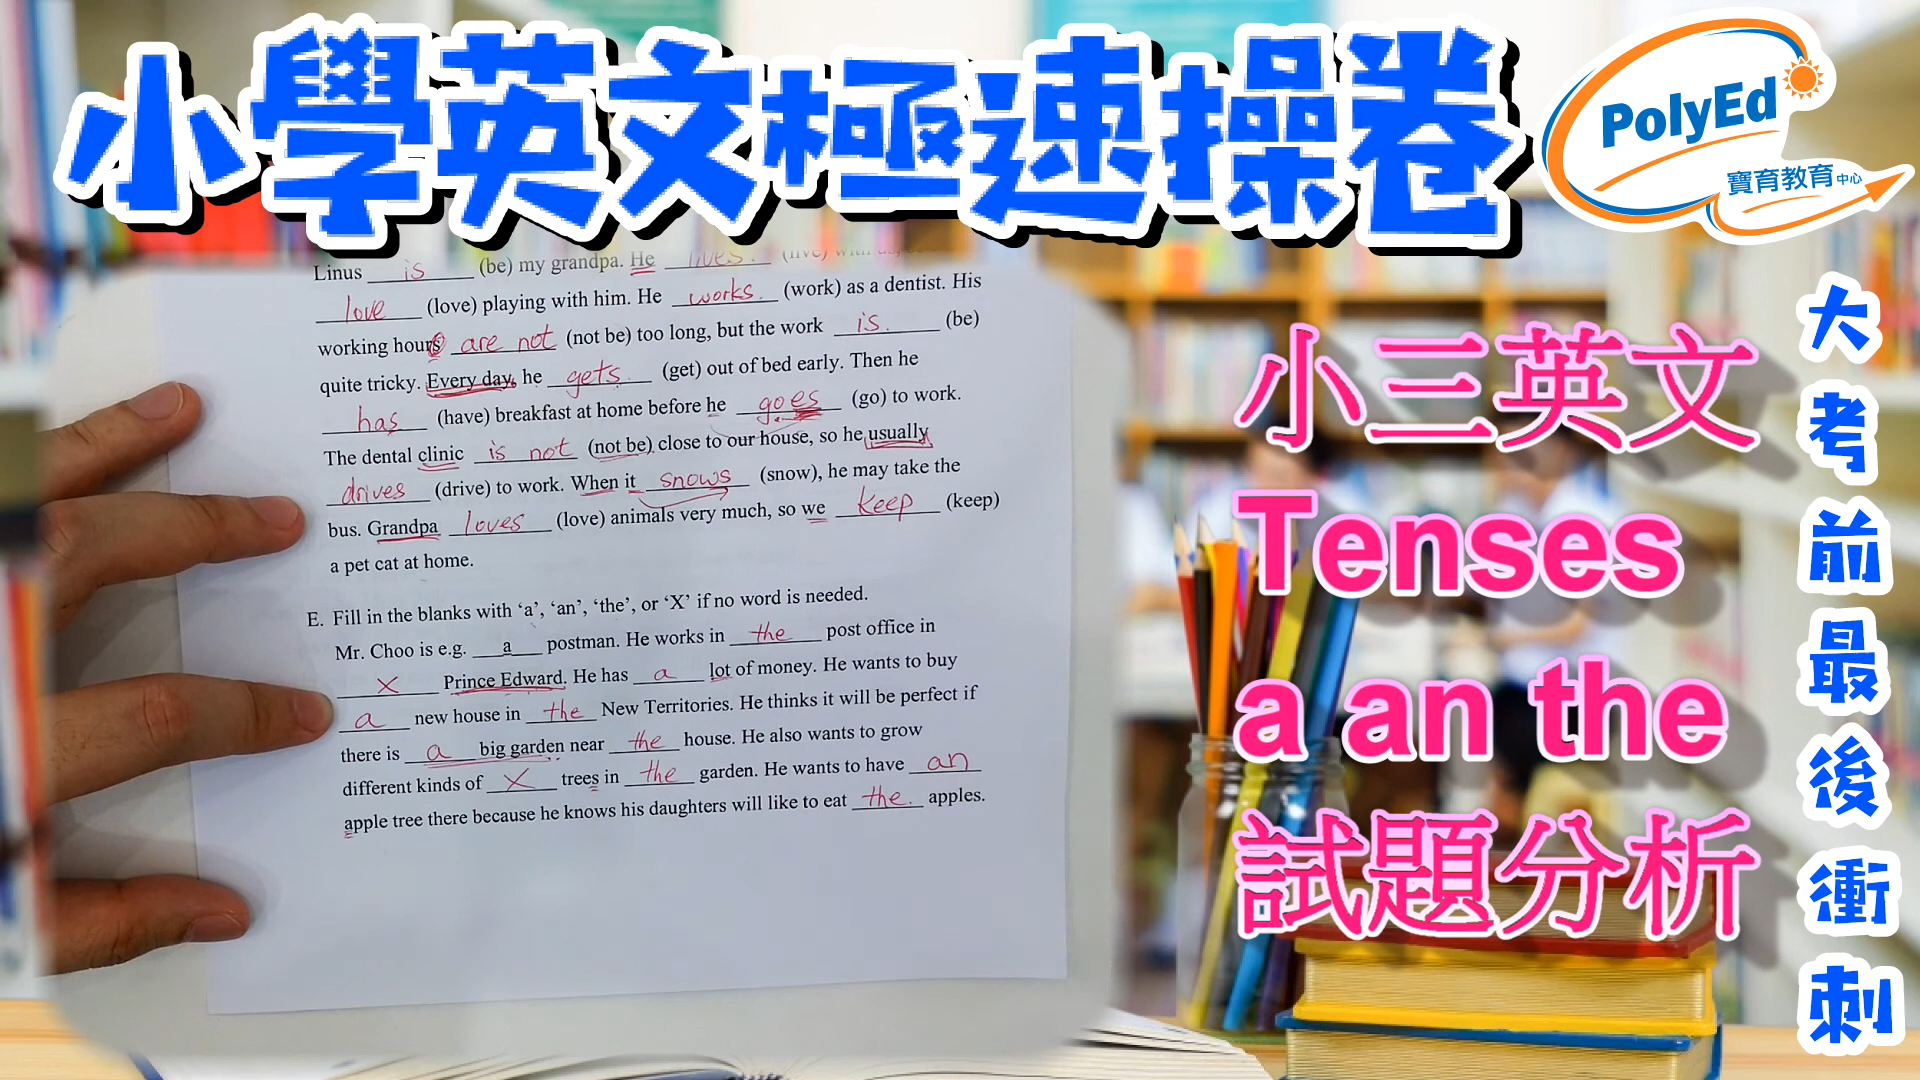 小學英文極速操卷
PolyEd
寶育教育中心
Linus is (be) my grandpa. He lives (live) with us,
love (love) playing with him. He works. (work) as a dentist. His
working hours are not (not be) too long, but the work is. (be)
quite tricky. Every day, he gets. (get) out of bed early. Then he
has (have) breakfast at home before he goes (go) to work.
The dental clinic is not (not be) close to our house, so he usually
drives (drive) to work. When it snows (snow), he may take the
bus. Grandpa loves (love) animals very much, so we keep (keep)
a pet cat at home.
E. Fill in the blanks with ‘a’, ‘an’, ‘the’, or ‘X’ if no word is needed.
Mr. Choo is e.g. a postman. He works in the post office in
X Prince Edward. He has a lot of money. He wants to buy
a new house in the New Territories. He thinks it will be perfect if
there is a big garden near the house. He also wants to grow
different kinds of X trees in the garden. He wants to have an
apple tree there because he knows his daughters will like to eat the. apples.
小三英文
Tenses
a an the
試題分析
大考前最後衝刺